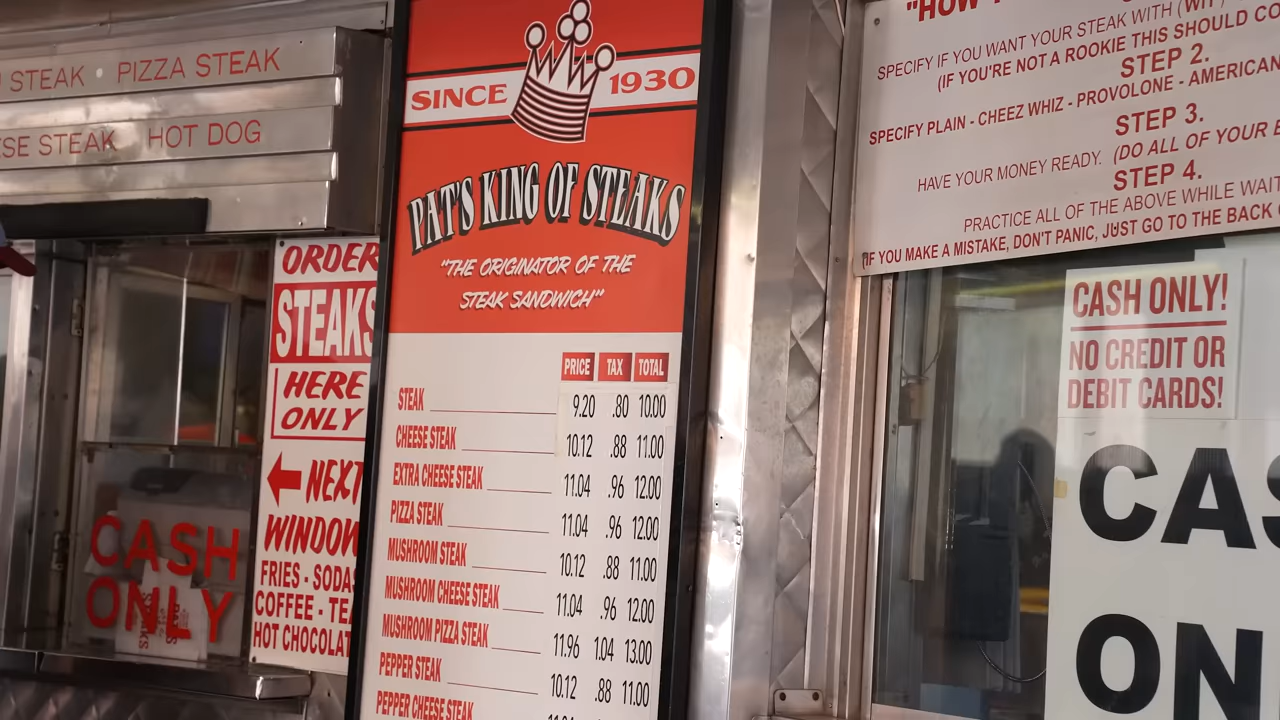 STEAK • PIZZA STEAK
STEAK HOT DOG
ORDER
STEAKS
HERE
ONLY
NEXT
WINDOW
FRIES - SODA
COFFEE - TEA
HOT CHOCOLAT
CASH
ONLY
SINCE 1930
PAT'S KING OF STEAKS
"THE ORIGINATOR OF THE
STEAK SANDWICH"
PRICE TAX TOTAL
STEAK 9.20 .80 10.00
CHEESE STEAK 10.12 .88 11.00
EXTRA CHEESE STEAK 11.04 .96 12.00
PIZZA STEAK 11.04 .96 12.00
MUSHROOM STEAK 10.12 .88 11.00
MUSHROOM CHEESE STEAK 11.04 .96 12.00
MUSHROOM PIZZA STEAK 11.96 1.04 13.00
PEPPER STEAK 10.12 .88 11.00
PEPPER CHEESE STEAK
"HOW
SPECIFY IF YOU WANT YOUR STEAK WITH (WIT)
(IF YOU'RE NOT A ROOKIE THIS SHOULD CO
STEP 2.
SPECIFY PLAIN - CHEEZ WHIZ - PROVOLONE - AMERICAN
STEP 3.
HAVE YOUR MONEY READY. (DO ALL OF YOUR
STEP 4.
PRACTICE ALL OF THE ABOVE WHILE WAIT
(IF YOU MAKE A MISTAKE, DON'T PANIC, JUST GO TO THE BACK
CASH ONLY!
NO CREDIT OR
DEBIT CARDS!
CAS
ON